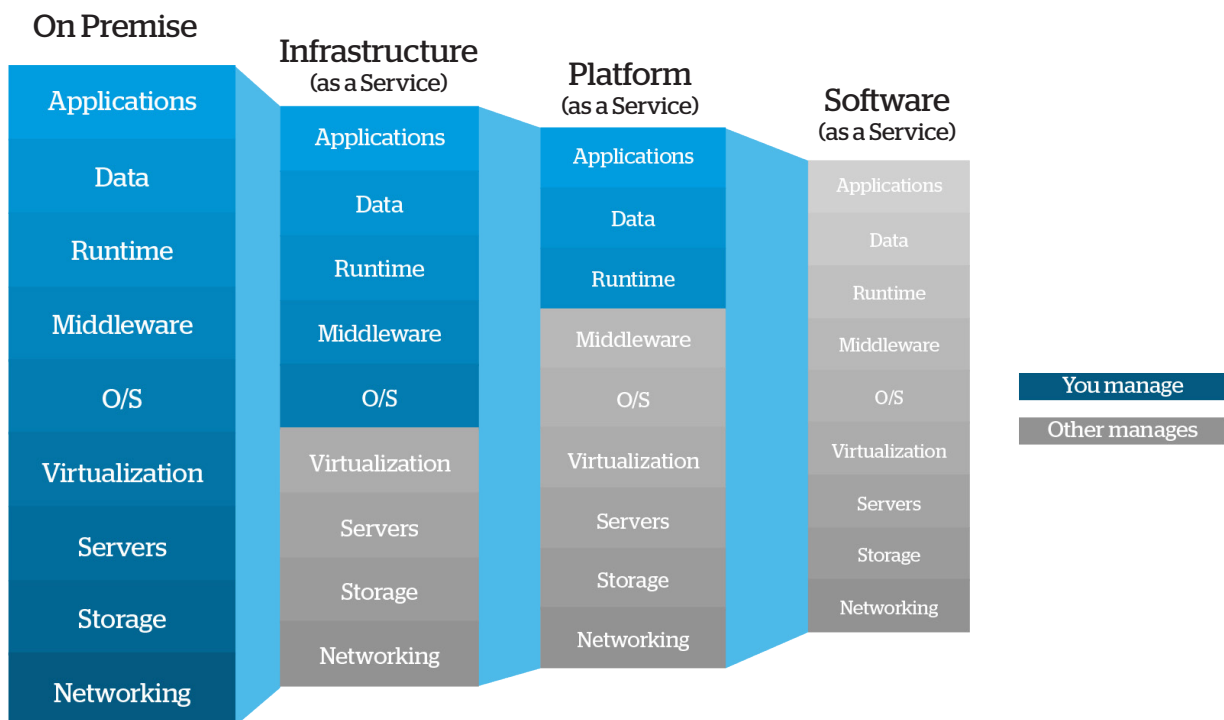 On Premise
Applications
Data
Runtime
Middleware
O/S
Virtualization
Servers
Storage
Networking
Infrastructure
(as a Service)
Applications
Data
Runtime
Middleware
O/S
Virtualization
Servers
Storage
Networking
Platform
(as a Service)
Applications
Data
Runtime
Middleware
O/S
Virtualization
Servers
Storage
Networking
Software
(as a Service)
Applications
Data
Runtime
Middleware
O/S
Virtualization
Servers
Storage
Networking
You manage
Other manages